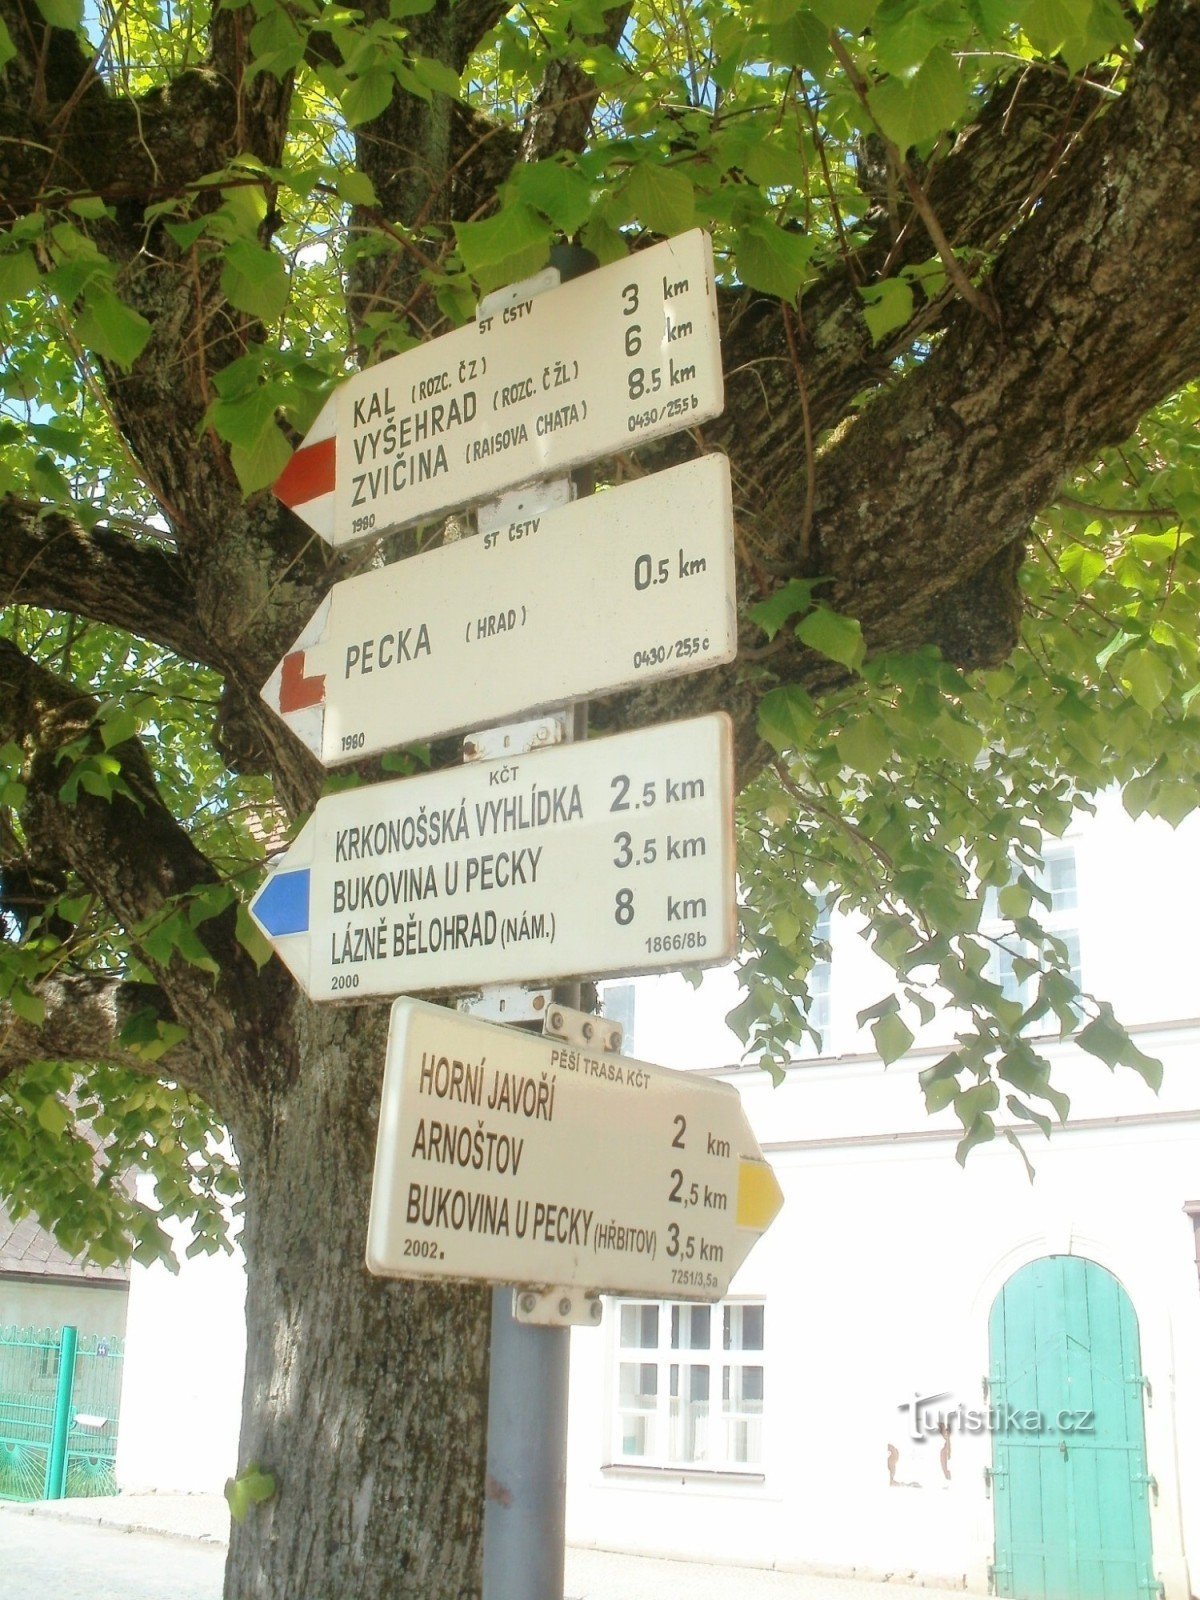 ST ČSTV
KAL (ROZC. ČZ) 3 km
VYŠEHRAD (ROZC. ČŽL) 6 km
ZVIČINA (RAISOVA CHATA) 8.5 km
1980 0430/25,5b
ST ČSTV
PECKA (HRAD) 0.5 km
1980 0430/25,5c
KČT
KRKONOŠSKÁ VYHLÍDKA 2.5 km
BUKOVINA U PECKY 3.5 km
LÁZNĚ BĚLOHRAD (NÁM.) 8 km
2000 1866/8b
PĚŠÍ TRASA KČT
HORNÍ JAVOŘÍ 2 km
ARNOŠTOV 2,5 km
BUKOVINA U PECKY (HŘBITOV) 3,5 km
2002. 7251/3,5a
Turistika.cz